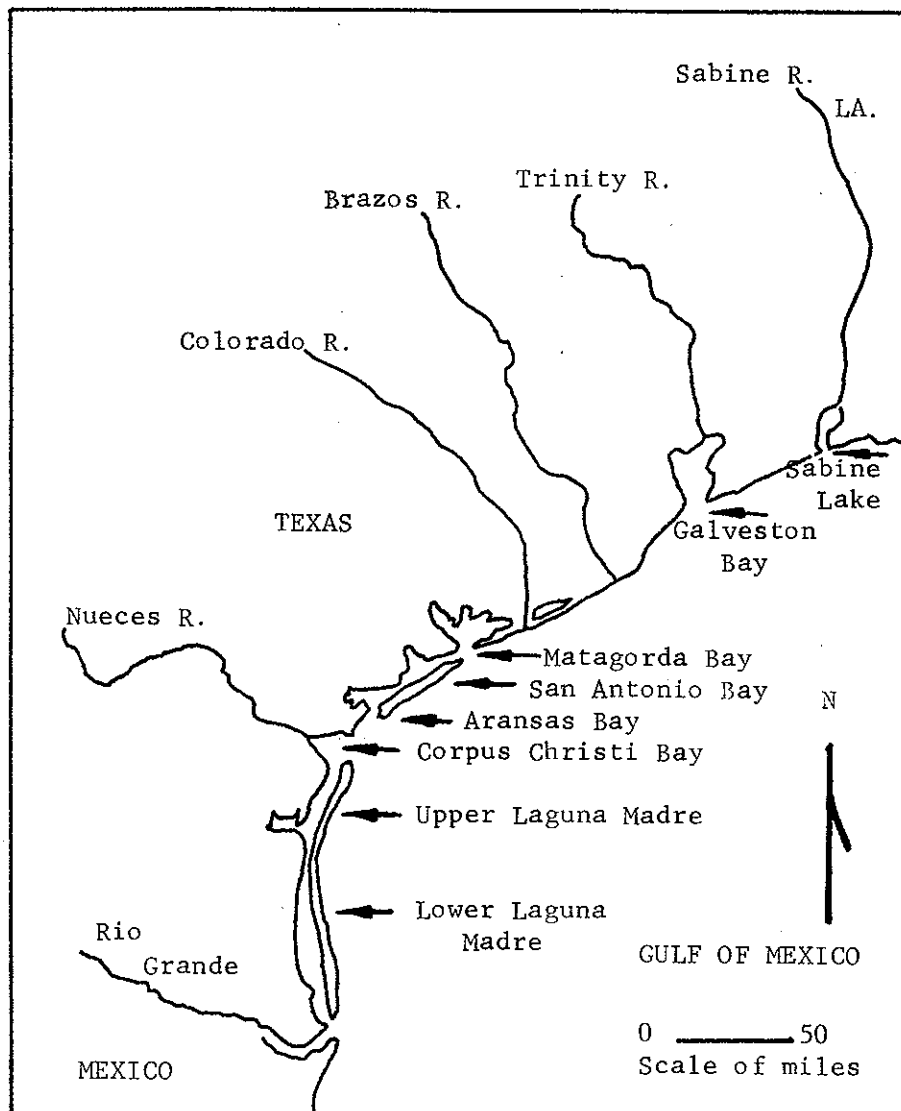 Sabine R.
LA.
Trinity R.
Brazos R.
Colorado R.
Sabine
Lake
Galveston
Bay
TEXAS
Nueces R.
Matagorda Bay
San Antonio Bay
N
Aransas Bay
Corpus Christi Bay
Upper Laguna Madre
Lower Laguna
Madre
Rio
Grande
GULF OF MEXICO
0 50
Scale of miles
MEXICO